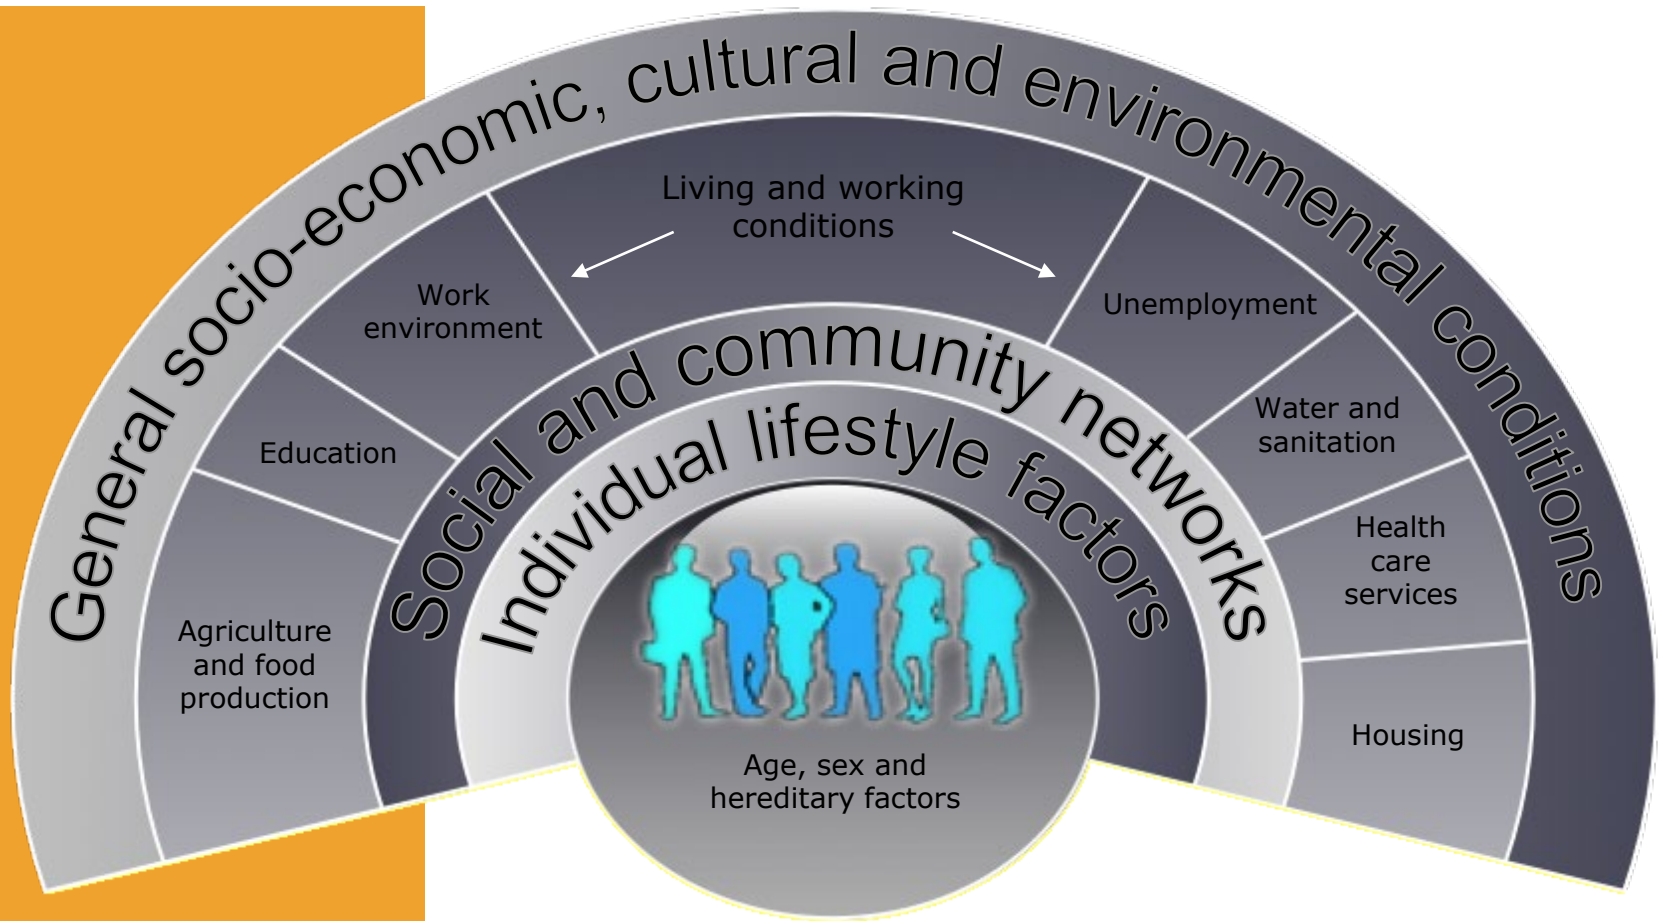 General socio-economic, cultural and environmental conditions
Living and working
conditions
Work
environment
Unemployment
Education
Water and
sanitation
Agriculture
and food
production
Health
care
services
Housing
Social and community networks
Individual lifestyle factors
Age, sex and
hereditary factors